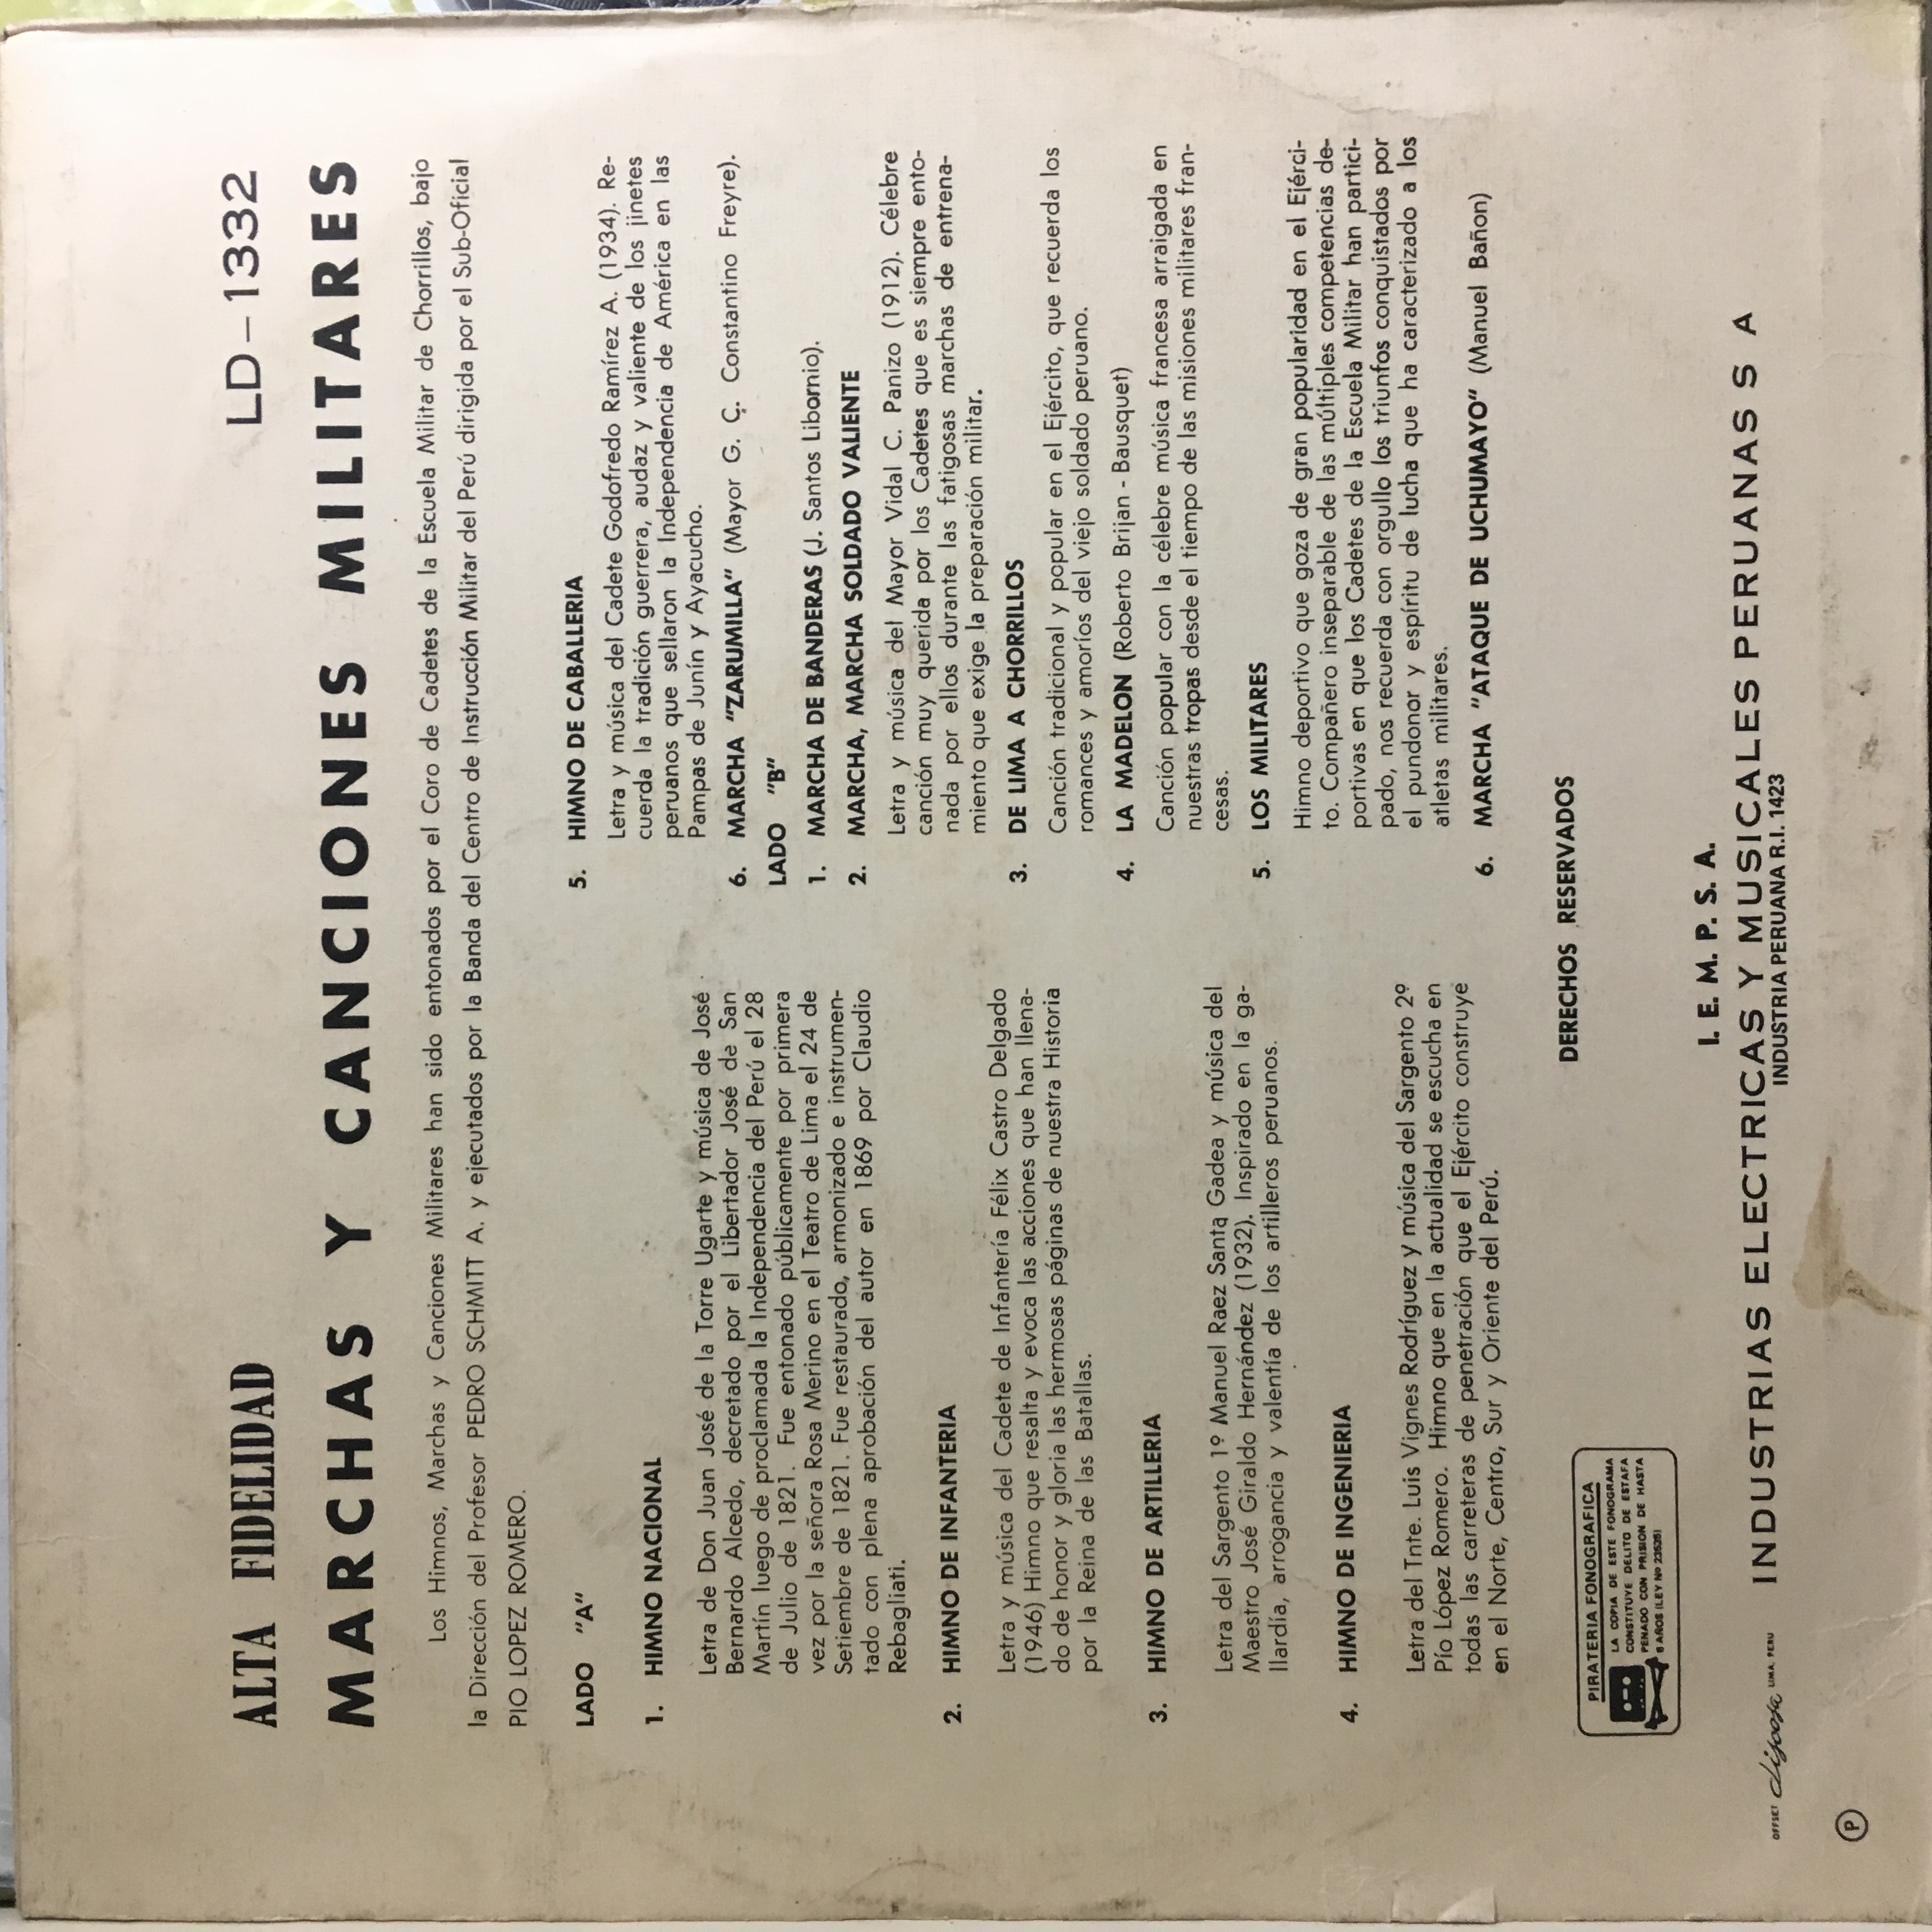 ALTA FIDELIDAD
LD-1332
MARCHAS Y CANCIONES MILITARES
Los Himnos, Marchas y Canciones Militares han sido entonados por el Coro de Cadetes de la Escuela Militar de Chorrillos, bajo
la Dirección del Profesor PEDRO SCHMITT A. y ejecutados por la Banda del Centro de Instrucción Militar del Perú dirigida por el Sub-Oficial
PIO LOPEZ ROMERO.
LADO "A"
1. HIMNO NACIONAL
Letra de Don Juan José de la Torre Ugarte y música de José
Bernardo Alcedo, decretado por el Libertador José de San
Martín luego de proclamada la Independencia del Perú el 28
de Julio de 1821. Fue entonado públicamente por primera
vez por la señora Rosa Merino en el Teatro de Lima el 24 de
Setiembre de 1821. Fue restaurado, armonizado e instrumen-
tado con plena aprobación del autor en 1869 por Claudio
Rebagliati.
2. HIMNO DE INFANTERIA
Letra y música del Cadete de Infantería Félix Castro Delgado
(1946) Himno que resalta y evoca las acciones que han llena-
do de honor y gloria las hermosas páginas de nuestra Historia
por la Reina de las Batallas.
3. HIMNO DE ARTILLERIA
Letra del Sargento 1º Manuel Raez Santa Gadea y música del
Maestro José Giraldo Hernández (1932). Inspirado en la ga-
llardía, arrogancia y valentía de los artilleros peruanos.
4. HIMNO DE INGENIERIA
Letra del Tnte. Luis Vignes Rodríguez y música del Sargento 2º
Pío López Romero. Himno que en la actualidad se escucha en
todas las carreteras de penetración que el Ejército construye
en el Norte, Centro, Sur y Oriente del Perú.
5. HIMNO DE CABALLERIA
Letra y música del Cadete Godofredo Ramírez A. (1934). Re-
cuerda la tradición guerrera, audaz y valiente de los jinetes
peruanos que sellaron la Independencia de América en las
Pampas de Junín y Ayacucho.
6. MARCHA "ZARUMILLA" (Mayor G. C. Constantino Freyre).
LADO "B"
1. MARCHA DE BANDERAS (J. Santos Libornio).
2. MARCHA, MARCHA SOLDADO VALIENTE
Letra y música del Mayor Vidal C. Panizo (1912). Célebre
canción muy querida por los Cadetes que es siempre ento-
nada por ellos durante las fatigosas marchas de entrena-
miento que exige la preparación militar.
3. DE LIMA A CHORRILLOS
Canción tradicional y popular en el Ejército, que recuerda los
romances y amoríos del viejo soldado peruano.
4. LA MADELON (Roberto Brijan - Bausquet)
Canción popular con la célebre música francesa arraigada en
nuestras tropas desde el tiempo de las misiones militares fran-
cesas.
5. LOS MILITARES
Himno deportivo que goza de gran popularidad en el Ejérci-
to. Compañero inseparable de las múltiples competencias de-
portivas en que los Cadetes de la Escuela Militar han partici-
pado, nos recuerda con orgullo los triunfos conquistados por
el pundonor y espíritu de lucha que ha caracterizado a los
atletas militares.
6. MARCHA "ATAQUE DE UCHUMAYO" (Manuel Bañon)
DERECHOS RESERVADOS
PIRATERIA FONOGRAFICA
LA COPIA DE ESTE FONOGRAMA
CONSTITUYE DELITO DE ESTAFA
PENADO CON PRISION DE HASTA
6 AÑOS (LEY Nº 23535)
I. E. M. P. S. A.
INDUSTRIAS ELECTRICAS Y MUSICALES PERUANAS S A
INDUSTRIA PERUANA R.I. 1423
OFFSET LIMA, PERU
P